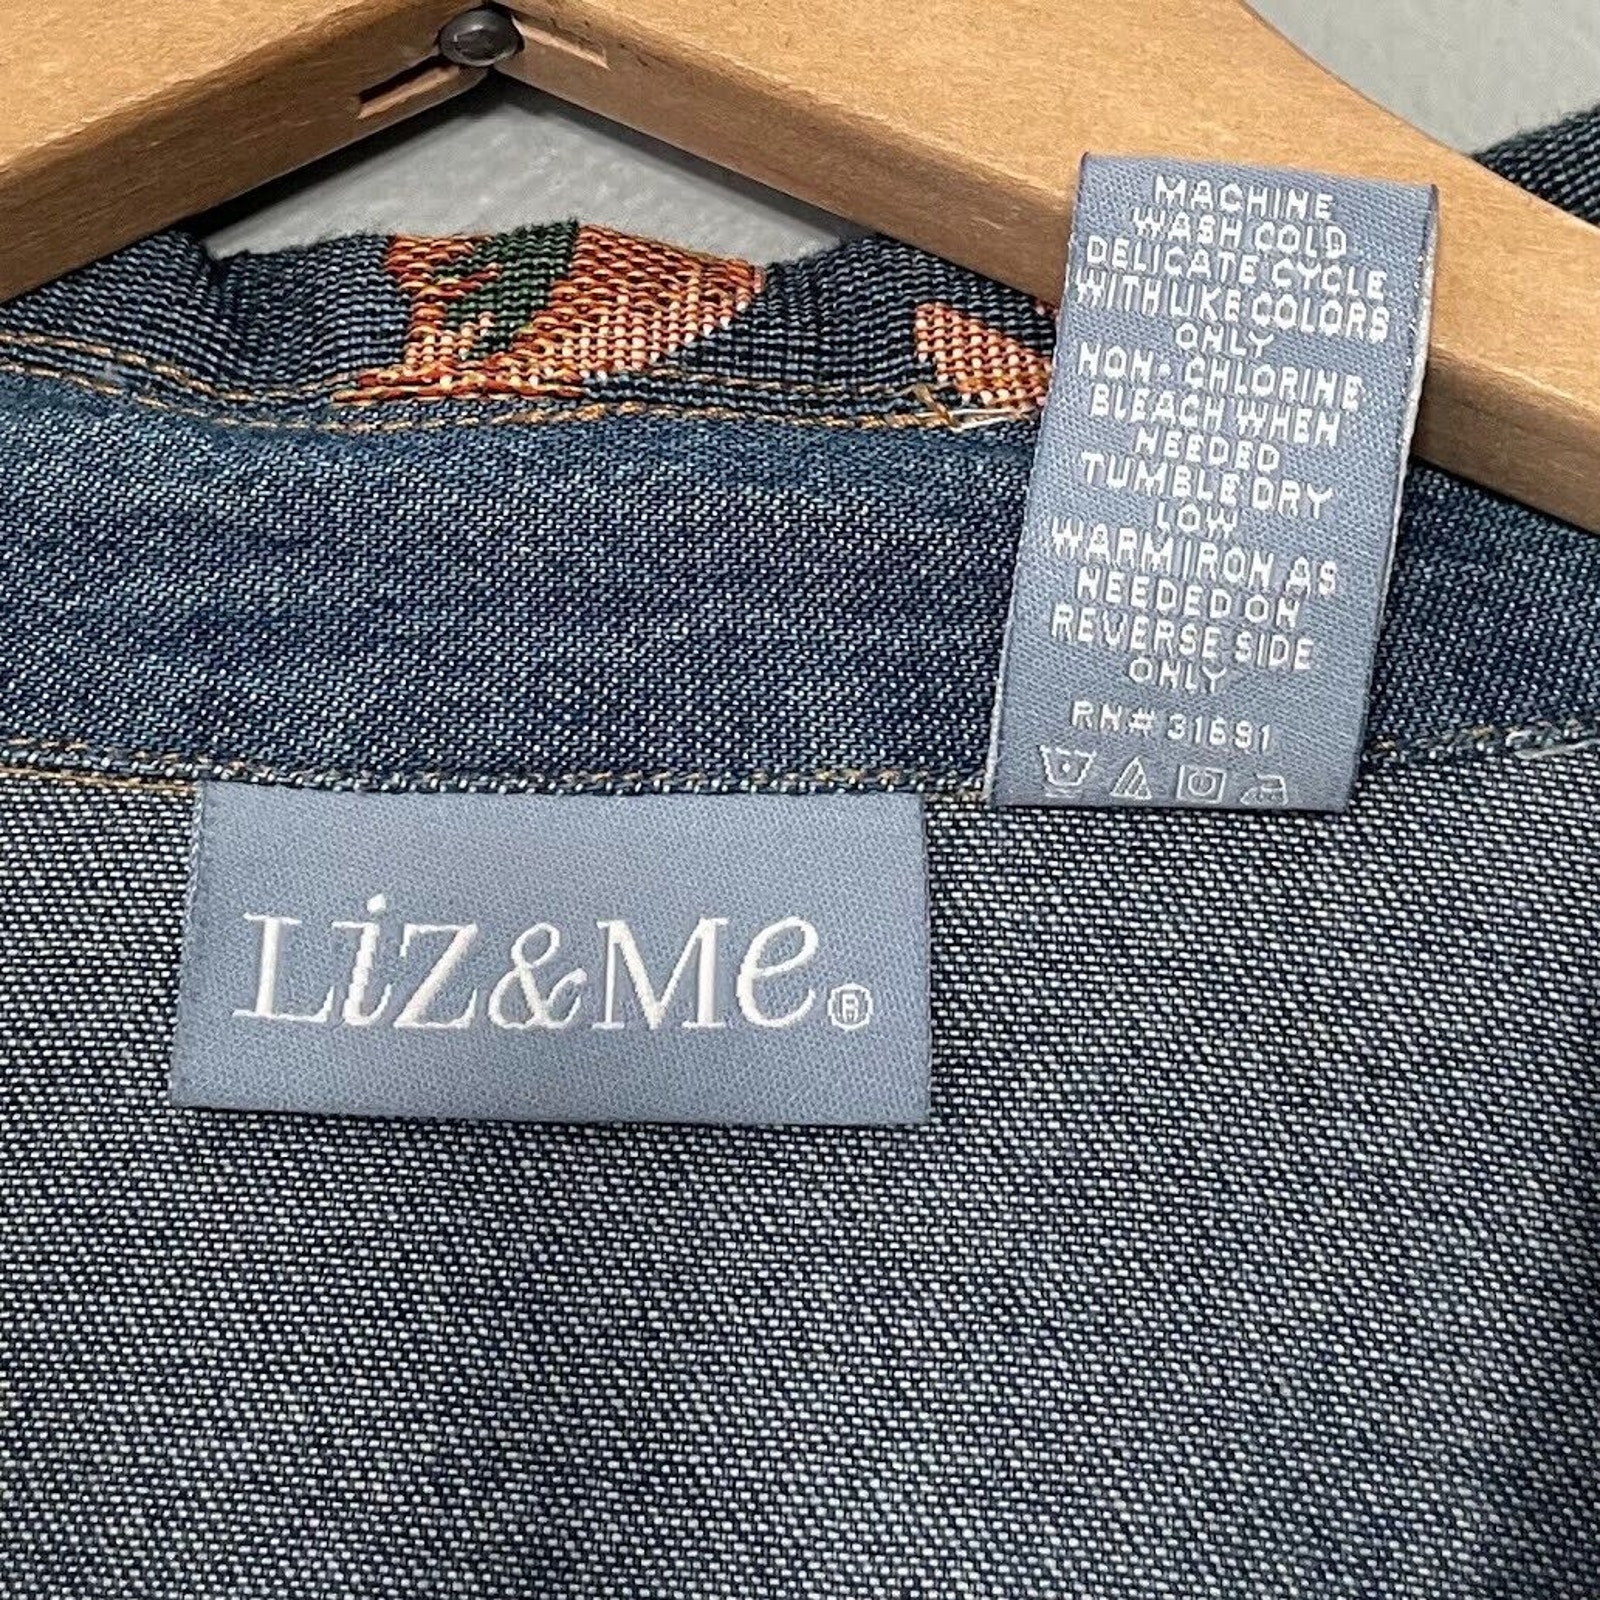 MACHINE
WASH COLD
DELICATE CYCLE
WITH LIKE COLORS
ONLY
NON-CHLORINE
BLEACH WHEN
NEEDED
TUMBLE DRY
LOW
WARM IRON AS
NEEDED ON
REVERSE SIDE
ONLY
RN# 31691
Liz&Me®